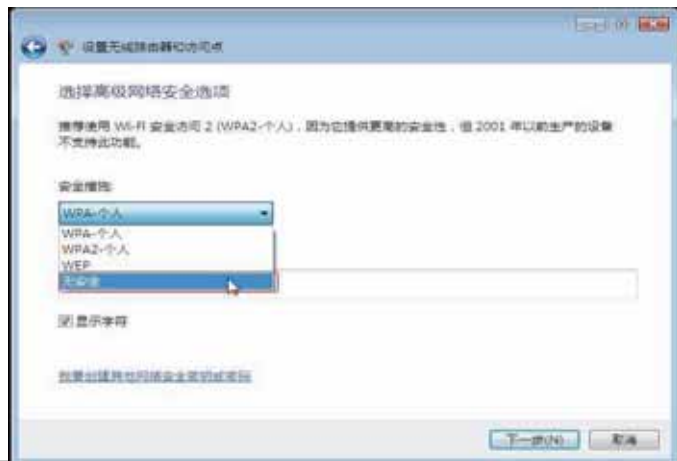 设置无线路由器和访问点
选择高级网络安全选项
推荐使用 Wi-Fi 安全访问 2 (WPA2-个人)，因为它提供更高的安全性，但 2001 年以前生产的设备
不支持此功能。
安全措施:
WPA-个人
WPA-个人
WPA2-个人
WEP
无安全
显示字符
我要创建其他网络安全密钥或密码
下一步(N)
取消